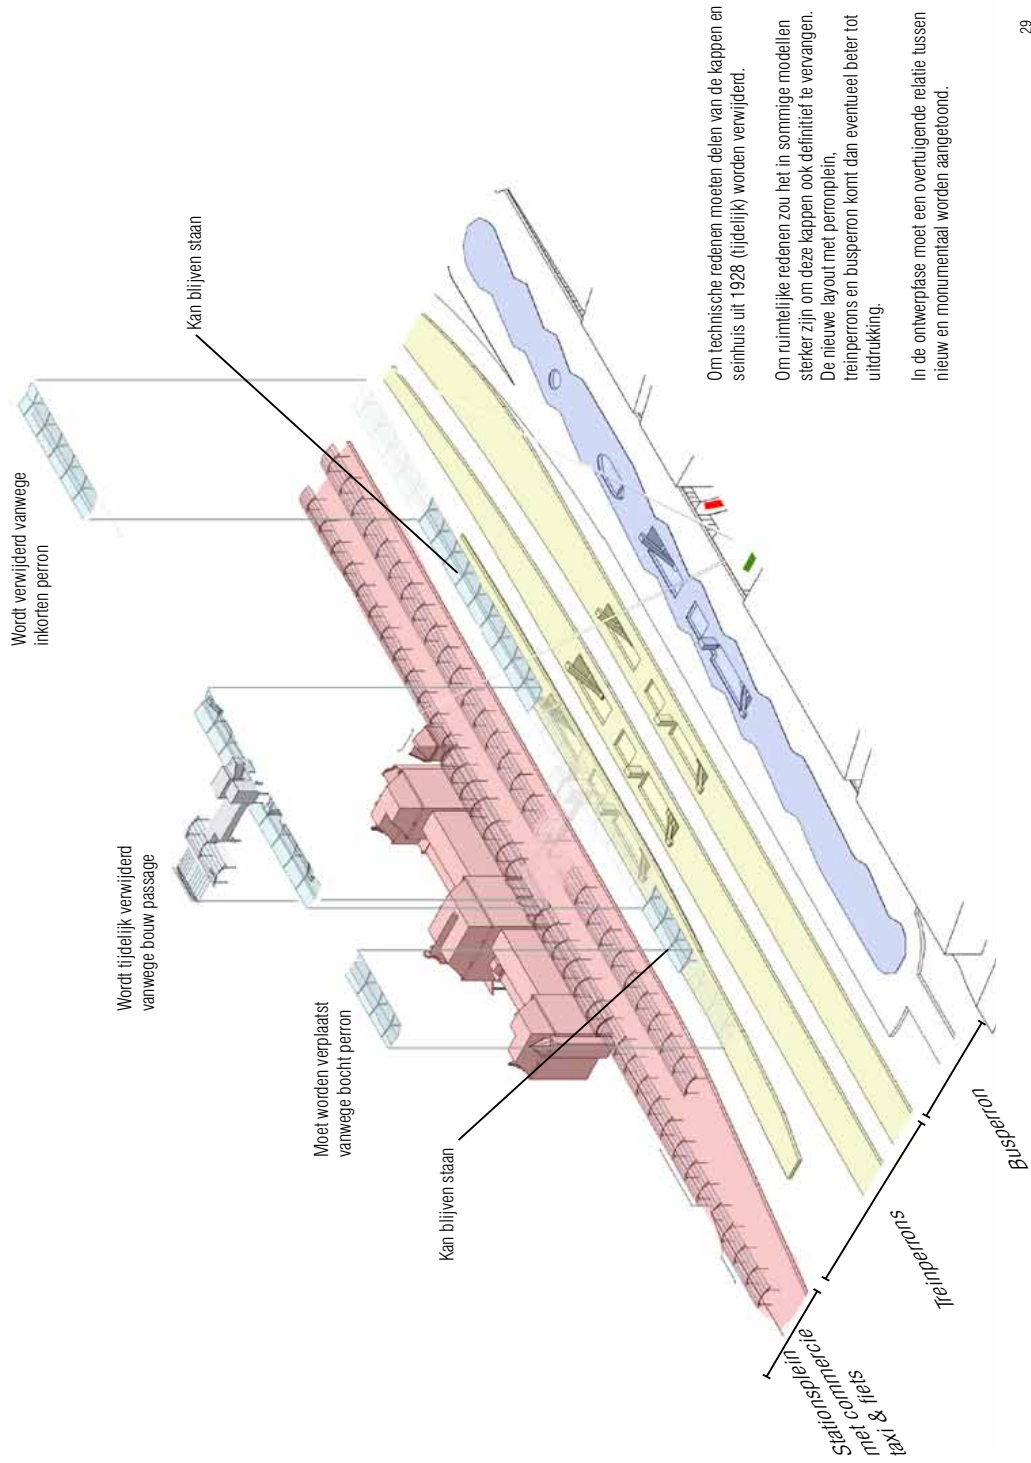 Wordt verwijderd vanwege
inkorten perron
Wordt tijdelijk verwijderd
vanwege bouw passage
Moet worden verplaatst
vanwege bocht perron
Kan blijven staan
Kan blijven staan
Stationsplein
met commercie
taxi & fiets
Treinperrons
Busperron
Om technische redenen moeten delen van de kappen en
seinhuis uit 1928 (tijdelijk) worden verwijderd.
Om ruimtelijke redenen zou het in sommige modellen
sterker zijn om deze kappen ook definitief te vervangen.
De nieuwe layout met perronplein,
treinperrons en busperron komt dan eventueel beter tot
uitdrukking.
In de ontwerpfase moet een overtuigende relatie tussen
nieuw en monumentaal worden aangetoond.
29